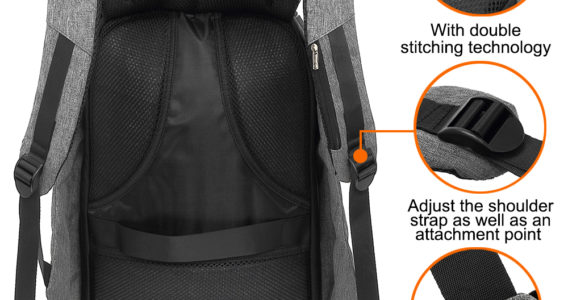 With double
stitching technology
Adjust the shoulder
strap as well as an
attachment point